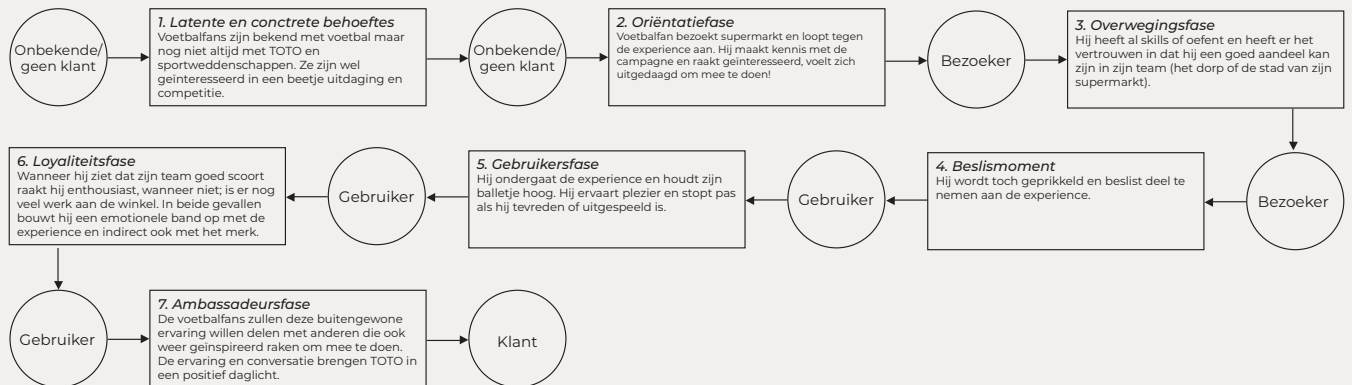 Onbekende/
geen klant
1. Latente en conctrete behoeftes
Voetbalfans zijn bekend met voetbal maar
nog niet altijd met TOTO en
sportweddenschappen. Ze zijn wel
geïnteresseerd in een beetje uitdaging en
competitie.
Onbekende/
geen klant
2. Oriëntatiefase
Voetbalfan bezoekt supermarkt en loopt tegen
de experience aan. Hij maakt kennis met de
campagne en raakt geïnteresseerd, voelt zich
uitgedaagd om mee te doen!
Bezoeker
3. Overwegingsfase
Hij heeft al skills of oefent en heeft er het
vertrouwen in dat hij een goed aandeel kan
zijn in zijn team (het dorp of de stad van zijn
supermarkt).
Bezoeker
4. Beslismoment
Hij wordt toch geprikkeld en beslist deel te
nemen aan de experience.
Gebruiker
5. Gebruikersfase
Hij ondergaat de experience en houdt zijn
balletje hoog. Hij ervaart plezier en stopt pas
als hij tevreden of uitgespeeld is.
Gebruiker
6. Loyaliteitsfase
Wanneer hij ziet dat zijn team goed scoort
raakt hij enthousiast, wanneer niet; is er nog
veel werk aan de winkel. In beide gevallen
bouwt hij een emotionele band op met de
experience en indirect ook met het merk.
Gebruiker
7. Ambassadeursfase
De voetbalfans zullen deze buitengewone
ervaring willen delen met anderen die ook
weer geïnspireerd raken om mee te doen.
De ervaring en conversatie brengen TOTO in
een positief daglicht.
Klant